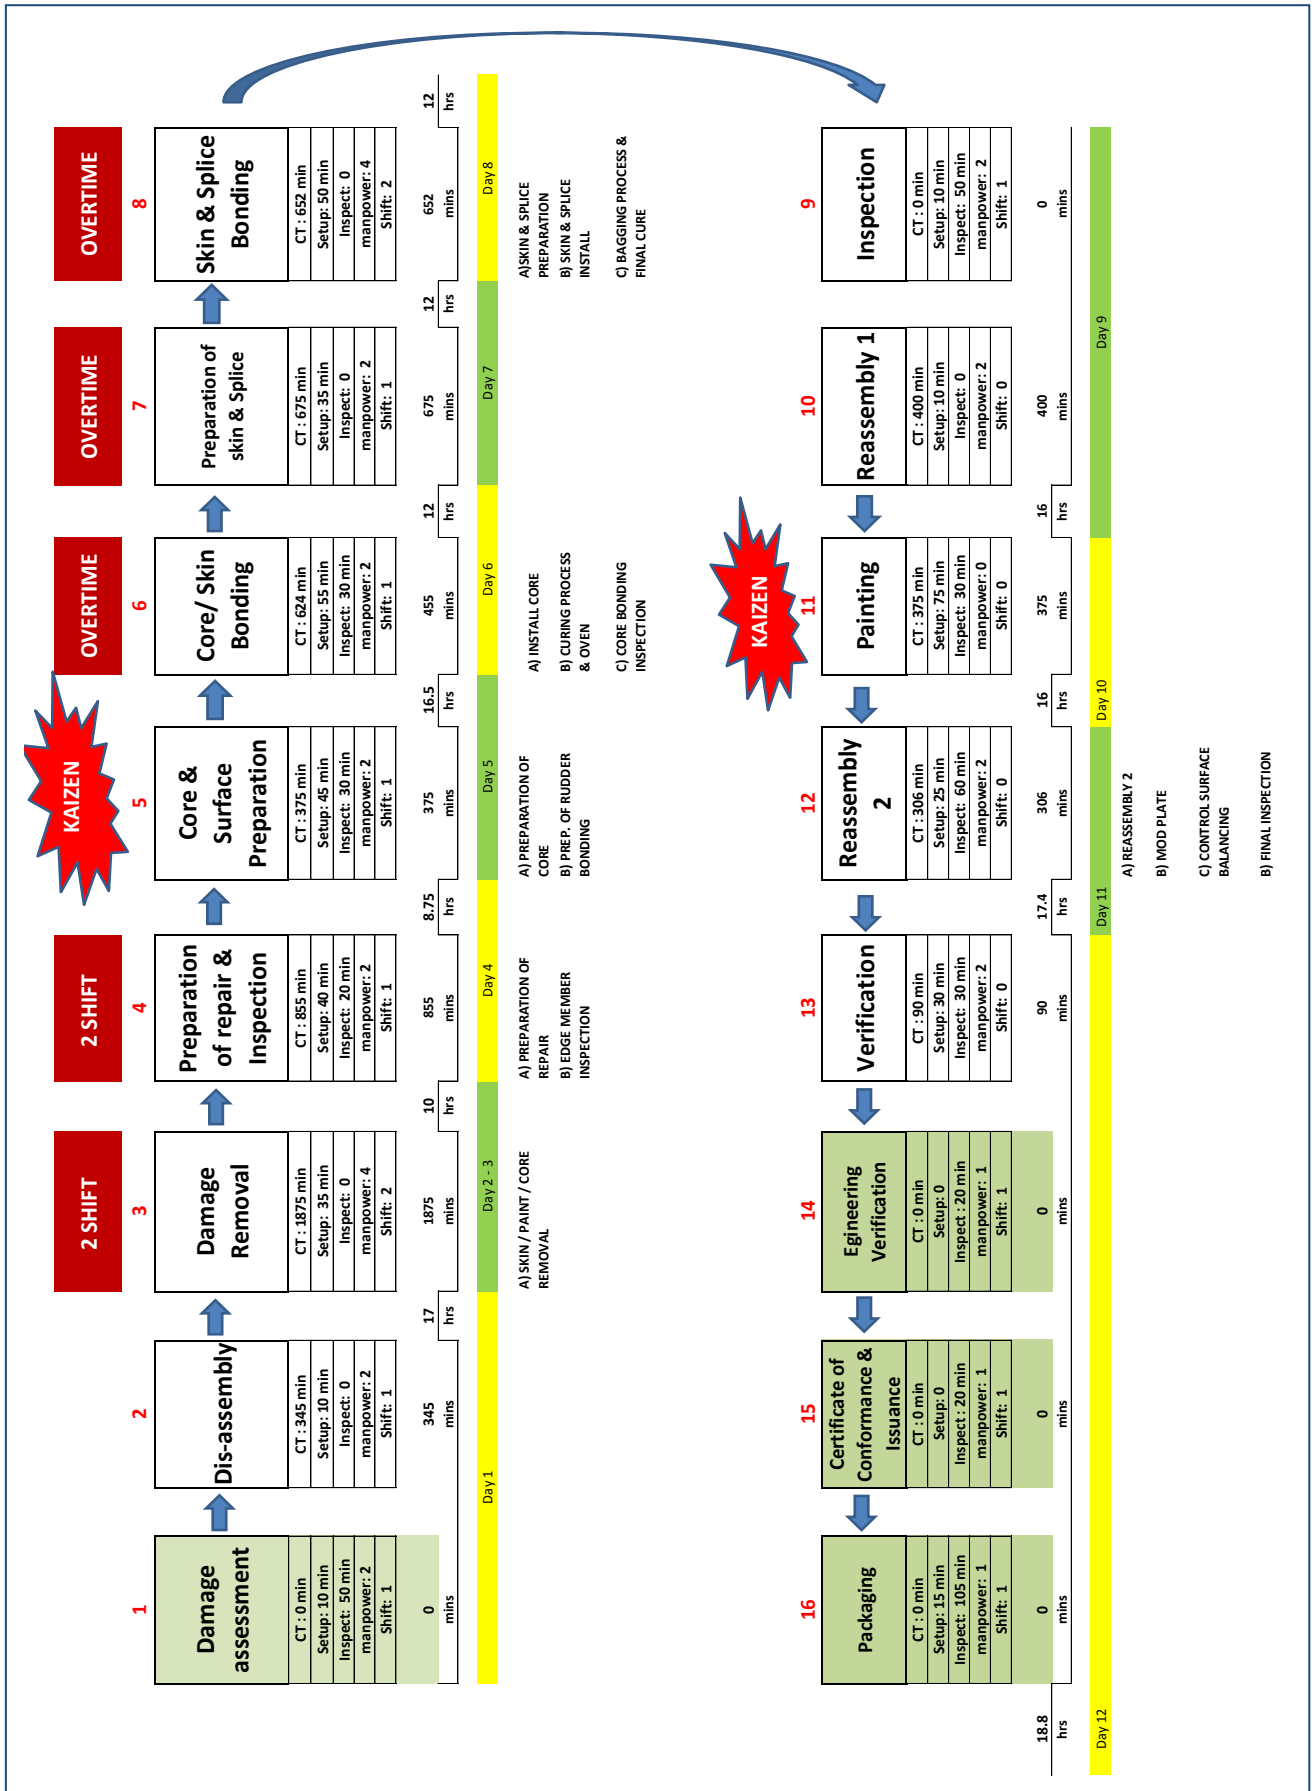 2 SHIFT
2 SHIFT
KAIZEN
OVERTIME
OVERTIME
OVERTIME
1
Damage
assessment
CT : 0 min
Setup: 10 min
Inspect: 50 min
manpower: 2
Shift: 1
0
mins
2
Dis-assembly
CT : 345 min
Setup: 10 min
Inspect: 0
manpower: 2
Shift: 1
345
mins
17
hrs
3
Damage
Removal
CT : 1875 min
Setup: 35 min
Inspect: 0
manpower: 4
Shift: 2
1875
mins
10
hrs
4
Preparation
of repair &
Inspection
CT : 855 min
Setup: 40 min
Inspect: 20 min
manpower: 2
Shift: 1
855
mins
8.75
hrs
5
Core &
Surface
Preparation
CT : 375 min
Setup: 45 min
Inspect: 30 min
manpower: 2
Shift: 1
375
mins
16.5
hrs
6
Core/ Skin
Bonding
CT : 624 min
Setup: 55 min
Inspect: 30 min
manpower: 2
Shift: 1
455
mins
12
hrs
7
Preparation of
skin & Splice
CT : 675 min
Setup: 35 min
Inspect: 0
manpower: 2
Shift: 1
675
mins
12
hrs
8
Skin & Splice
Bonding
CT : 652 min
Setup: 50 min
Inspect: 0
manpower: 4
Shift: 2
652
mins
12
hrs
Day 1
Day 2 - 3
Day 4
Day 5
Day 6
Day 7
Day 8
A) SKIN / PAINT / CORE
REMOVAL
A) PREPARATION OF
REPAIR
B) EDGE MEMBER
INSPECTION
A) PREPARATION OF
CORE
B) PREP. OF RUDDER
BONDING
A) INSTALL CORE
B) CURING PROCESS
& OVEN
C) CORE BONDING
INSPECTION
A)SKIN & SPLICE
PREPARATION
B) SKIN & SPLICE
INSTALL
C) BAGGING PROCESS &
FINAL CURE
KAIZEN
16
Packaging
CT : 0 min
Setup: 15 min
Inspect: 105 min
manpower: 1
Shift: 1
0
mins
18.8
hrs
15
Certificate of
Conformance &
Issuance
CT : 0 min
Setup: 0
Inspect : 20 min
manpower: 1
Shift: 1
0
mins
14
Egineering
Verification
CT : 0 min
Setup: 0
Inspect : 20 min
manpower: 1
Shift: 1
0
mins
13
Verification
CT : 90 min
Setup: 30 min
Inspect: 30 min
manpower: 2
Shift: 0
90
mins
17.4
hrs
12
Reassembly
2
CT : 306 min
Setup: 25 min
Inspect: 60 min
manpower: 2
Shift: 0
306
mins
16
hrs
11
Painting
CT : 375 min
Setup: 75 min
Inspect: 30 min
manpower: 0
Shift: 0
375
mins
16
hrs
10
Reassembly 1
CT : 400 min
Setup: 10 min
Inspect: 0
manpower: 2
Shift: 0
400
mins
9
Inspection
CT : 0 min
Setup: 10 min
Inspect: 50 min
manpower: 2
Shift: 1
0
mins
Day 12
Day 11
Day 10
Day 9
A) REASSEMBLY 2
B) MOD PLATE
C) CONTROL SURFACE
BALANCING
B) FINAL INSPECTION